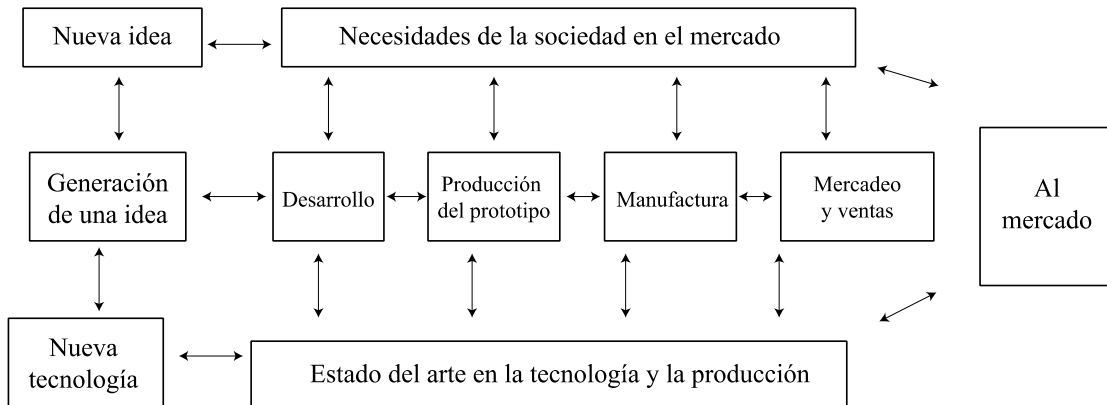 Nueva idea
Necesidades de la sociedad en el mercado
Generación
de una idea
Desarrollo
Producción
del prototipo
Manufactura
Mercadeo
y ventas
Al
mercado
Nueva
tecnología
Estado del arte en la tecnología y la producción